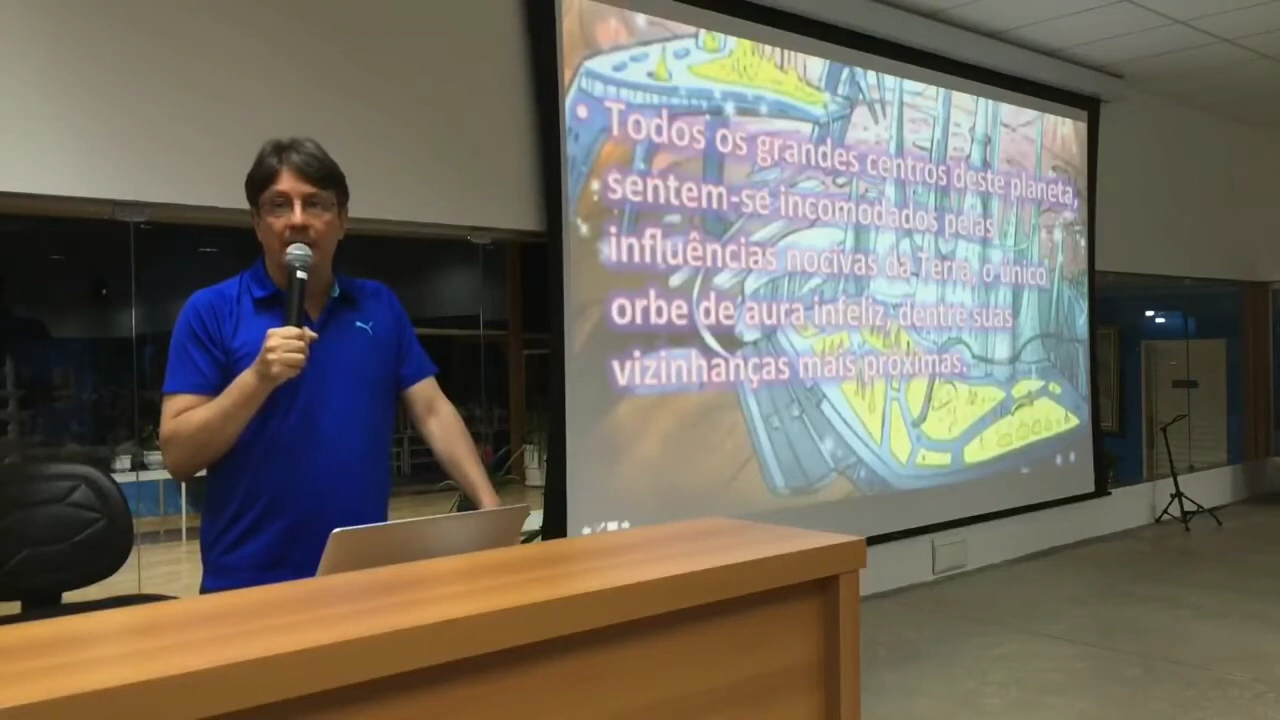 Todos os grandes centros deste planeta,
sentem-se incomodados pelas
influências nocivas da Terra, o único
orbe de aura infeliz, dentre suas
vizinhanças mais próximas.